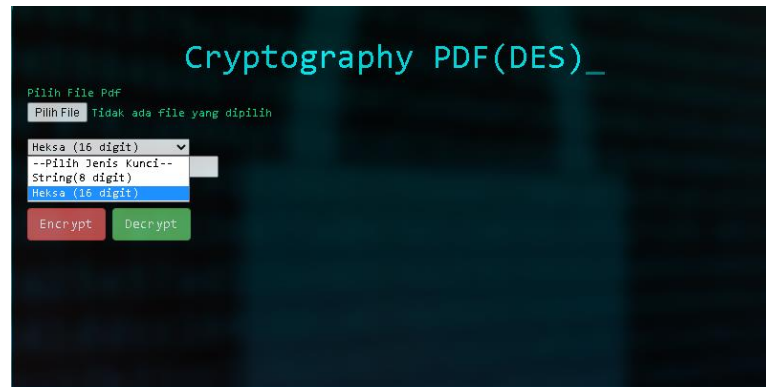 Cryptography PDF(DES)_
Pilih File Pdf
Pilih File Tidak ada file yang dipilih
Heksa (16 digit)
--Pilih Jenis Kunci--
String(8 digit)
Heksa (16 digit)
Encrypt Decrypt